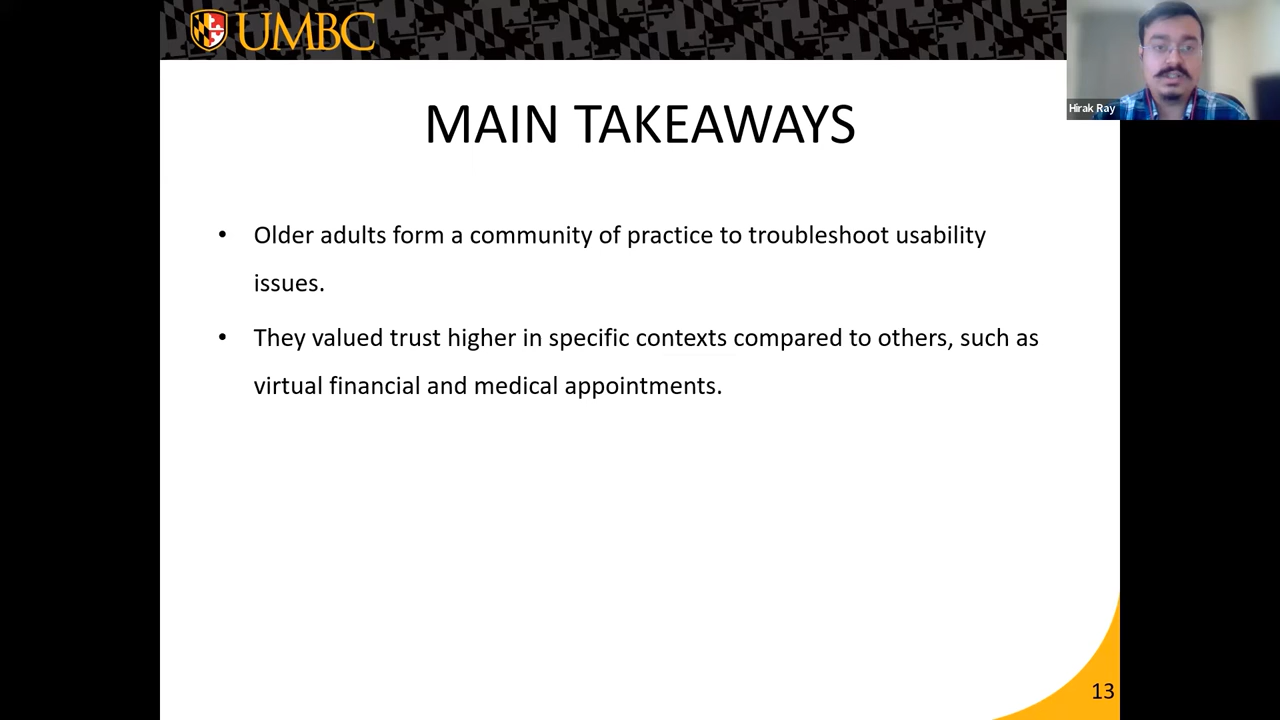 UMBC
Hirak Ray
MAIN TAKEAWAYS
• Older adults form a community of practice to troubleshoot usability
issues.
• They valued trust higher in specific contexts compared to others, such as
virtual financial and medical appointments.
13